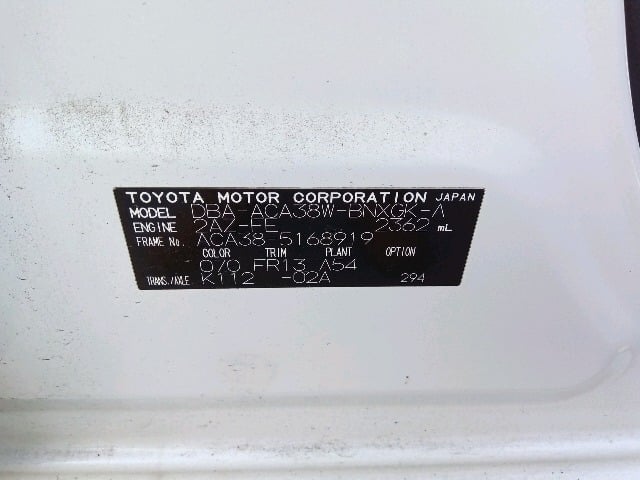 TOYOTA MOTOR CORPORATION JAPAN
MODEL DBA-ACA38W-BNXGK-A
ENGINE 2AZ-FE 2362 mL
FRAME No. ACA38-5168919
COLOR TRIM PLANT OPTION
070 FR13 A54
TRANS./AXLE K112 -02A 294